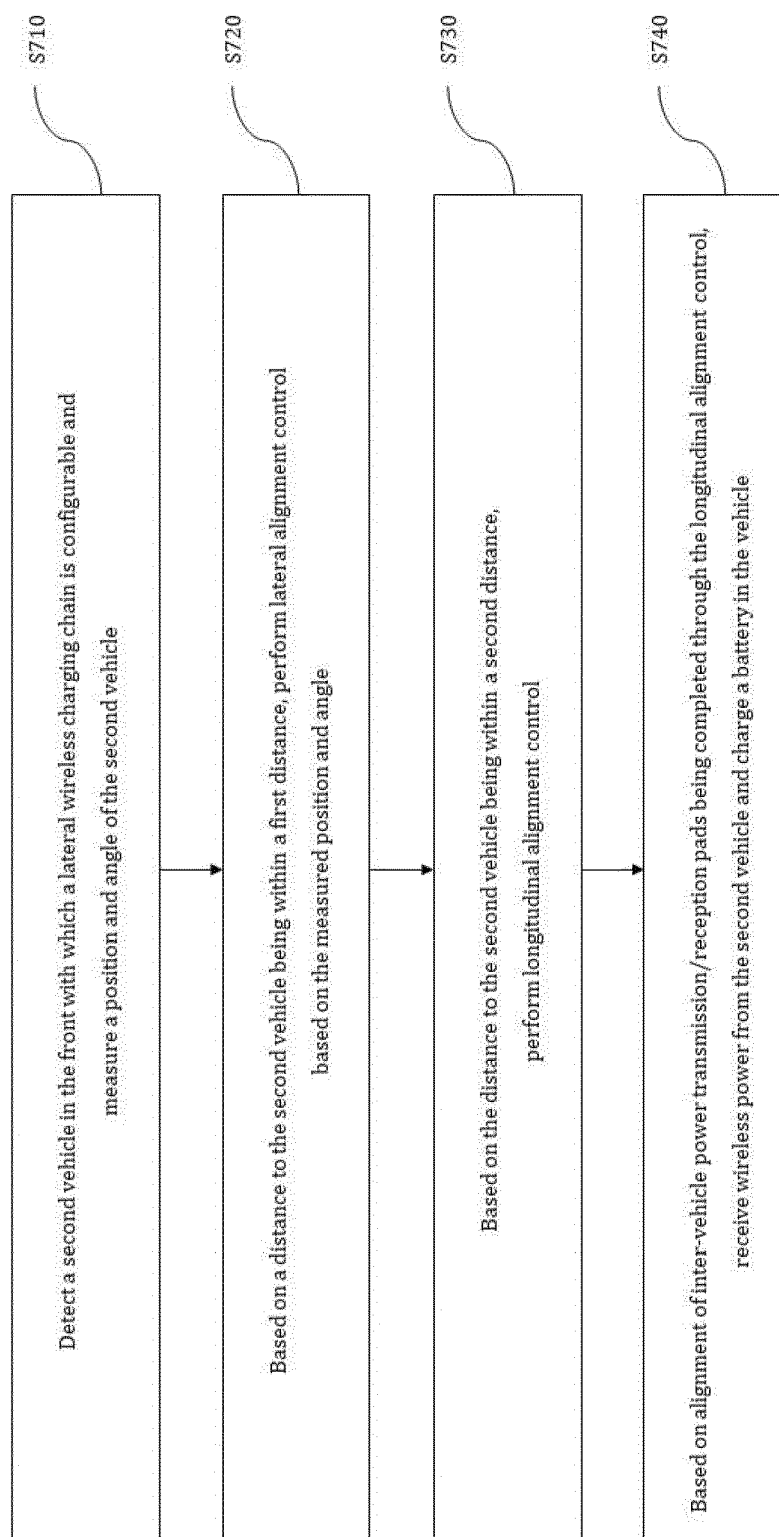 Detect a second vehicle in the front with which a lateral wireless charging chain is configurable and
measure a position and angle of the second vehicle
S710
Based on a distance to the second vehicle being within a first distance, perform lateral alignment control
based on the measured position and angle
S720
Based on the distance to the second vehicle being within a second distance,
perform longitudinal alignment control
S730
Based on alignment of inter-vehicle power transmission/reception pads being completed through the longitudinal alignment control,
receive wireless power from the second vehicle and charge a battery in the vehicle
S740